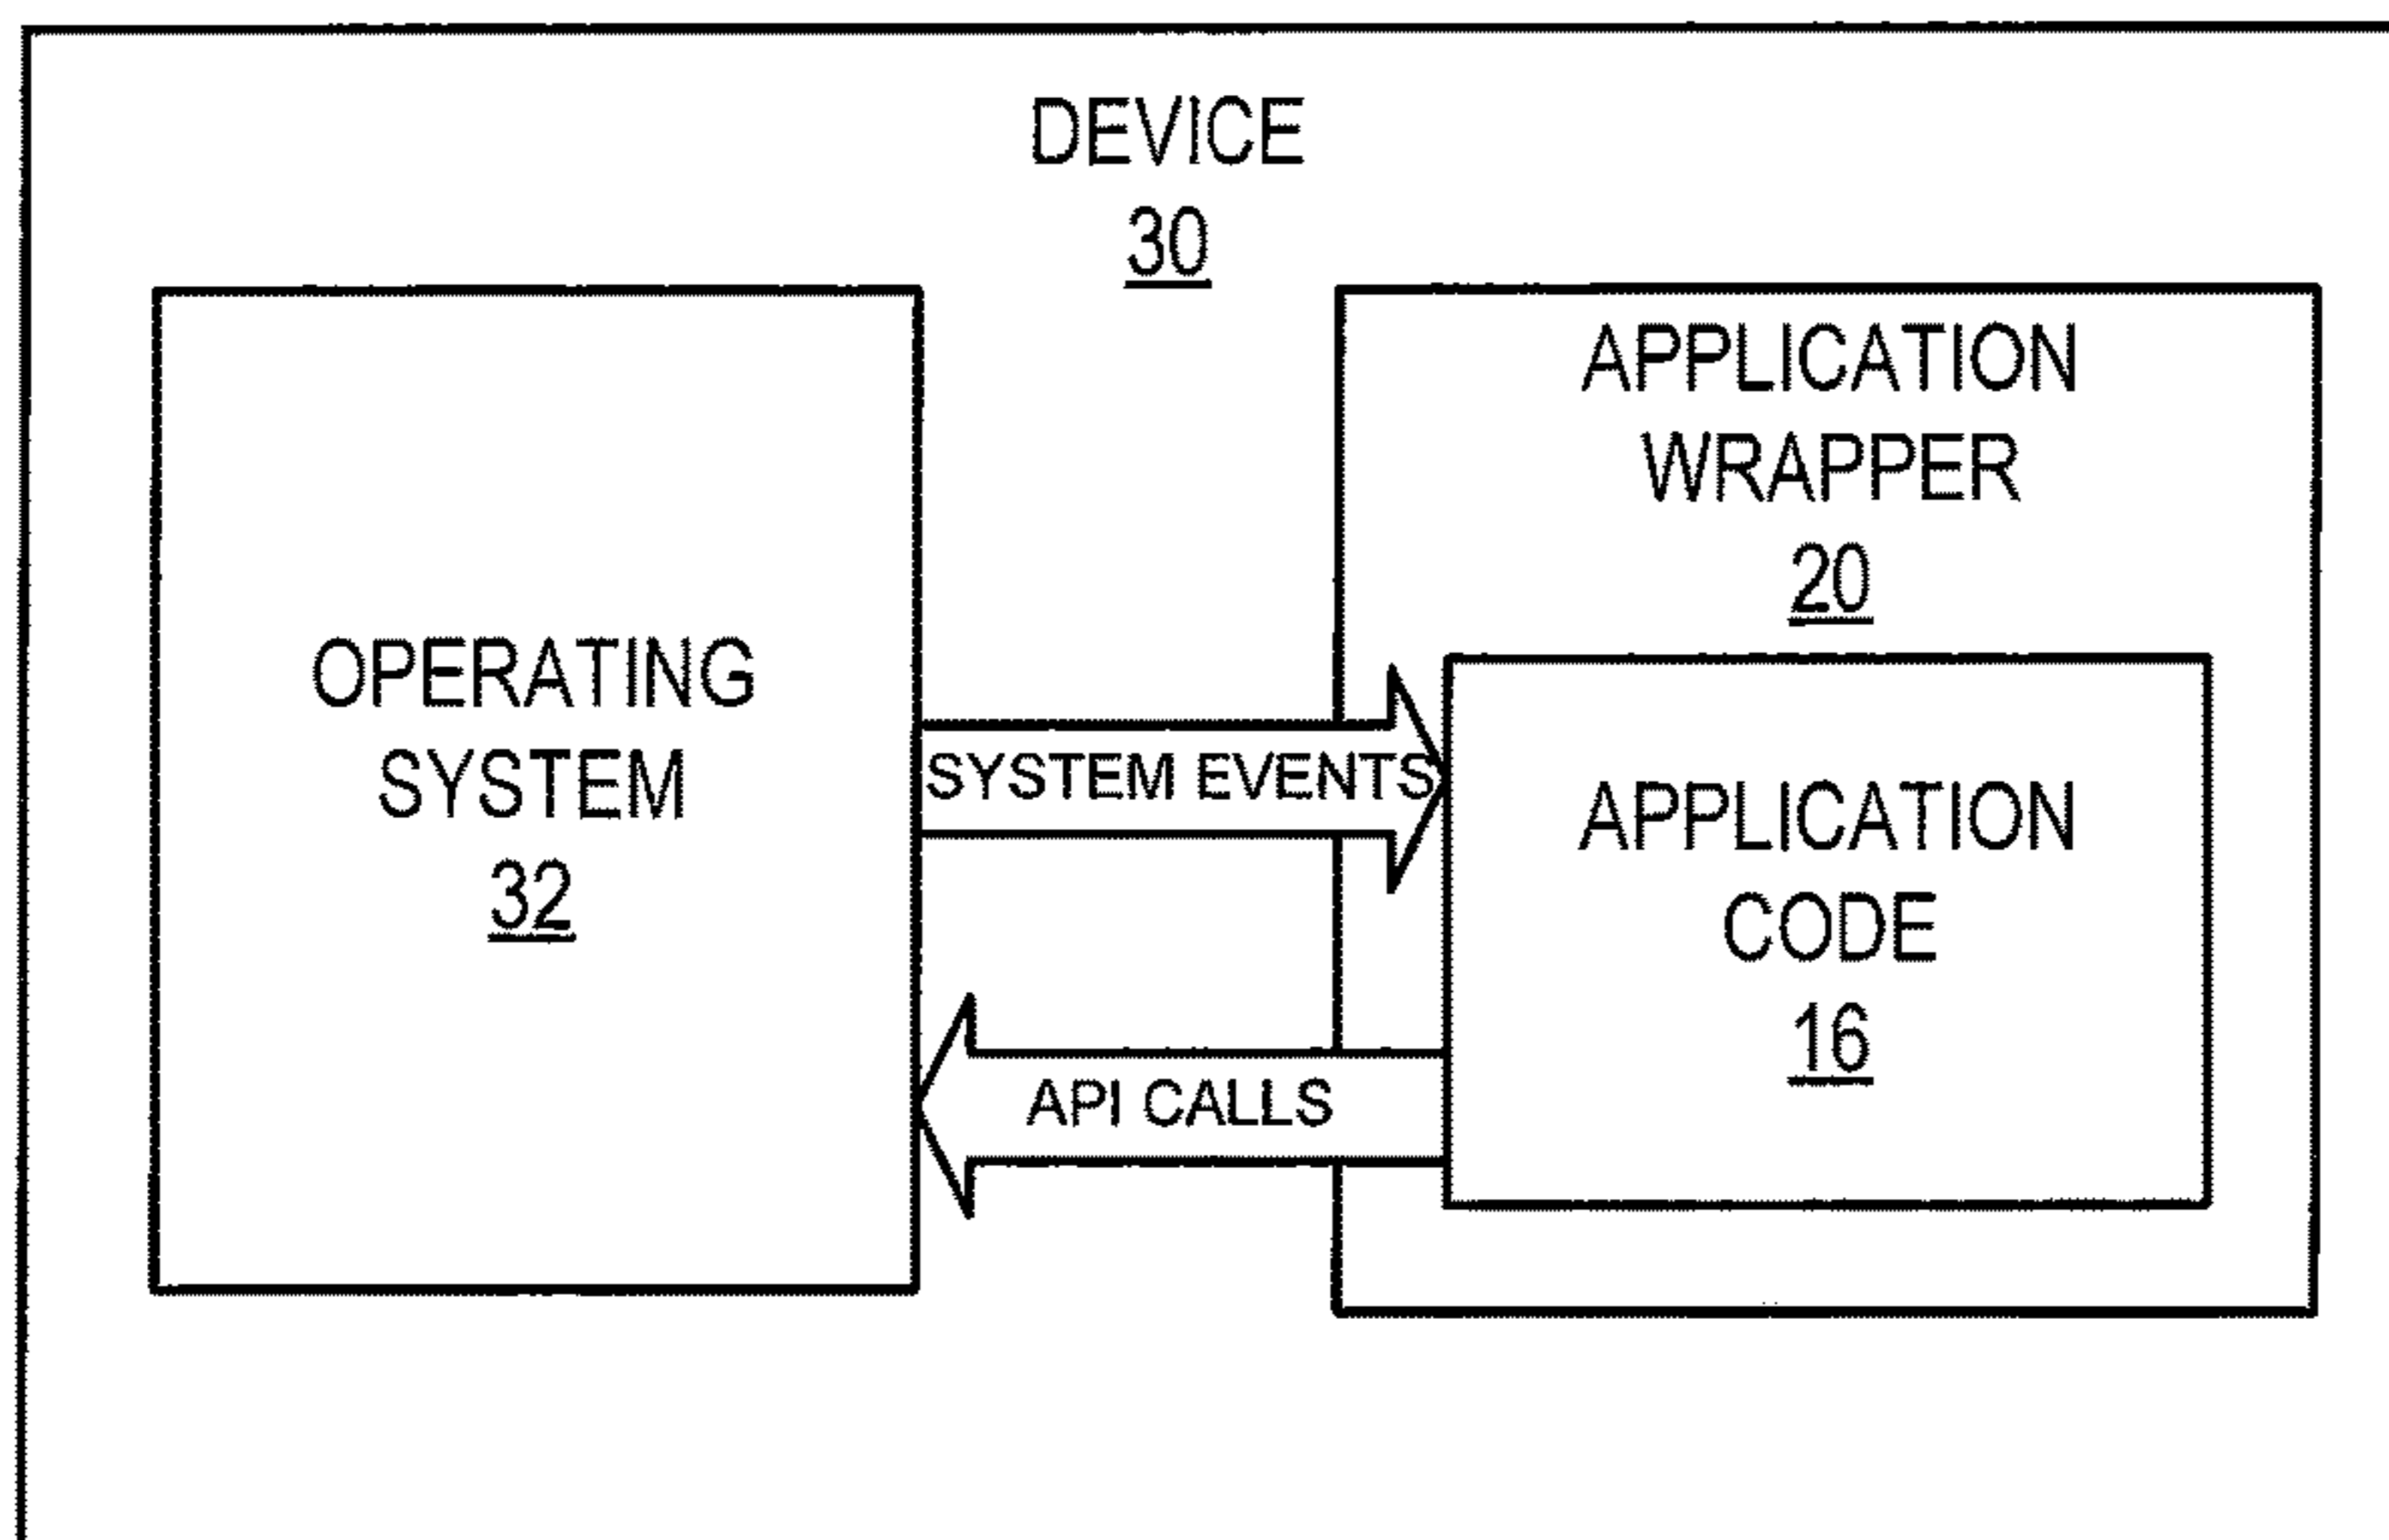 DEVICE
30
APPLICATION
WRAPPER
20
OPERATING
SYSTEM
32
SYSTEM EVENTS
APPLICATION
CODE
16
API CALLS